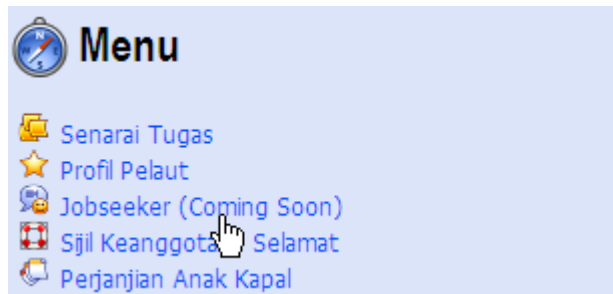 Menu
Senarai Tugas
Profil Pelaut
Jobseeker (Coming Soon)
Sijil Selamat
Perjanjian Anak Kapal